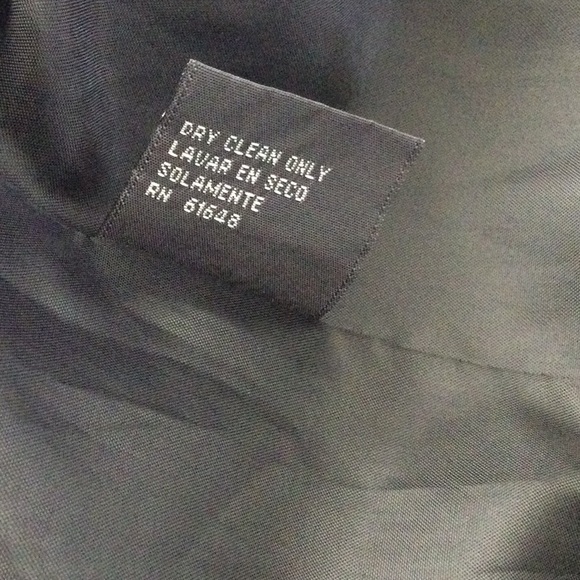 DRY CLEAN ONLY
LAVAR EN SECO
SOLAMENTE
RN 61648